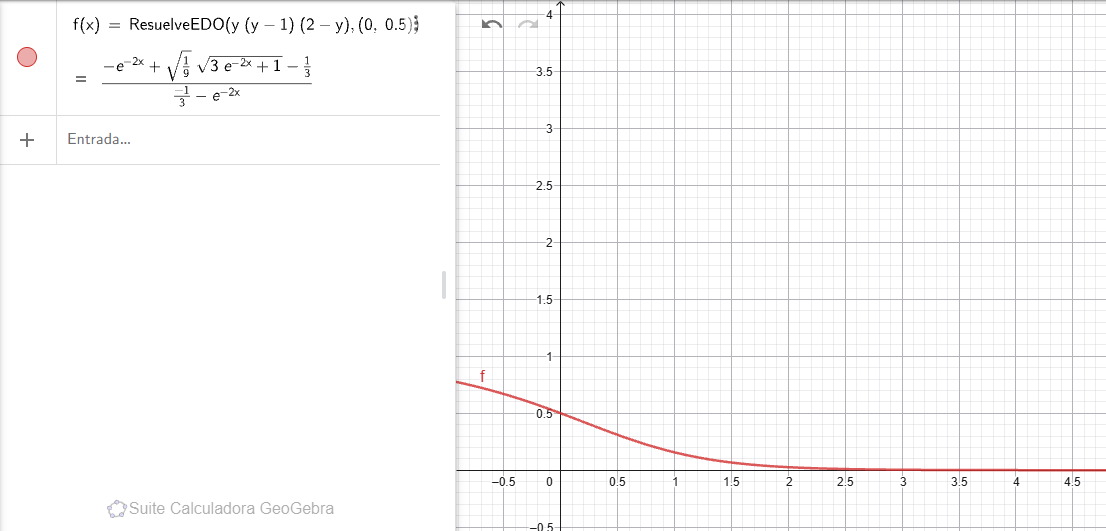 f(x) = ResuelveEDO(y (y − 1) (2 − y), (0, 0.5))
= (−e^(−2x) + √(1/9) √(3 e^(−2x) + 1) − 1/3) / (−1/3 − e^(−2x))
+ Entrada...
Suite Calculadora GeoGebra
4
3.5
3
2.5
2
1.5
1
f
0.5
−0.5 0 0.5 1 1.5 2 2.5 3 3.5 4 4.5
−0.5